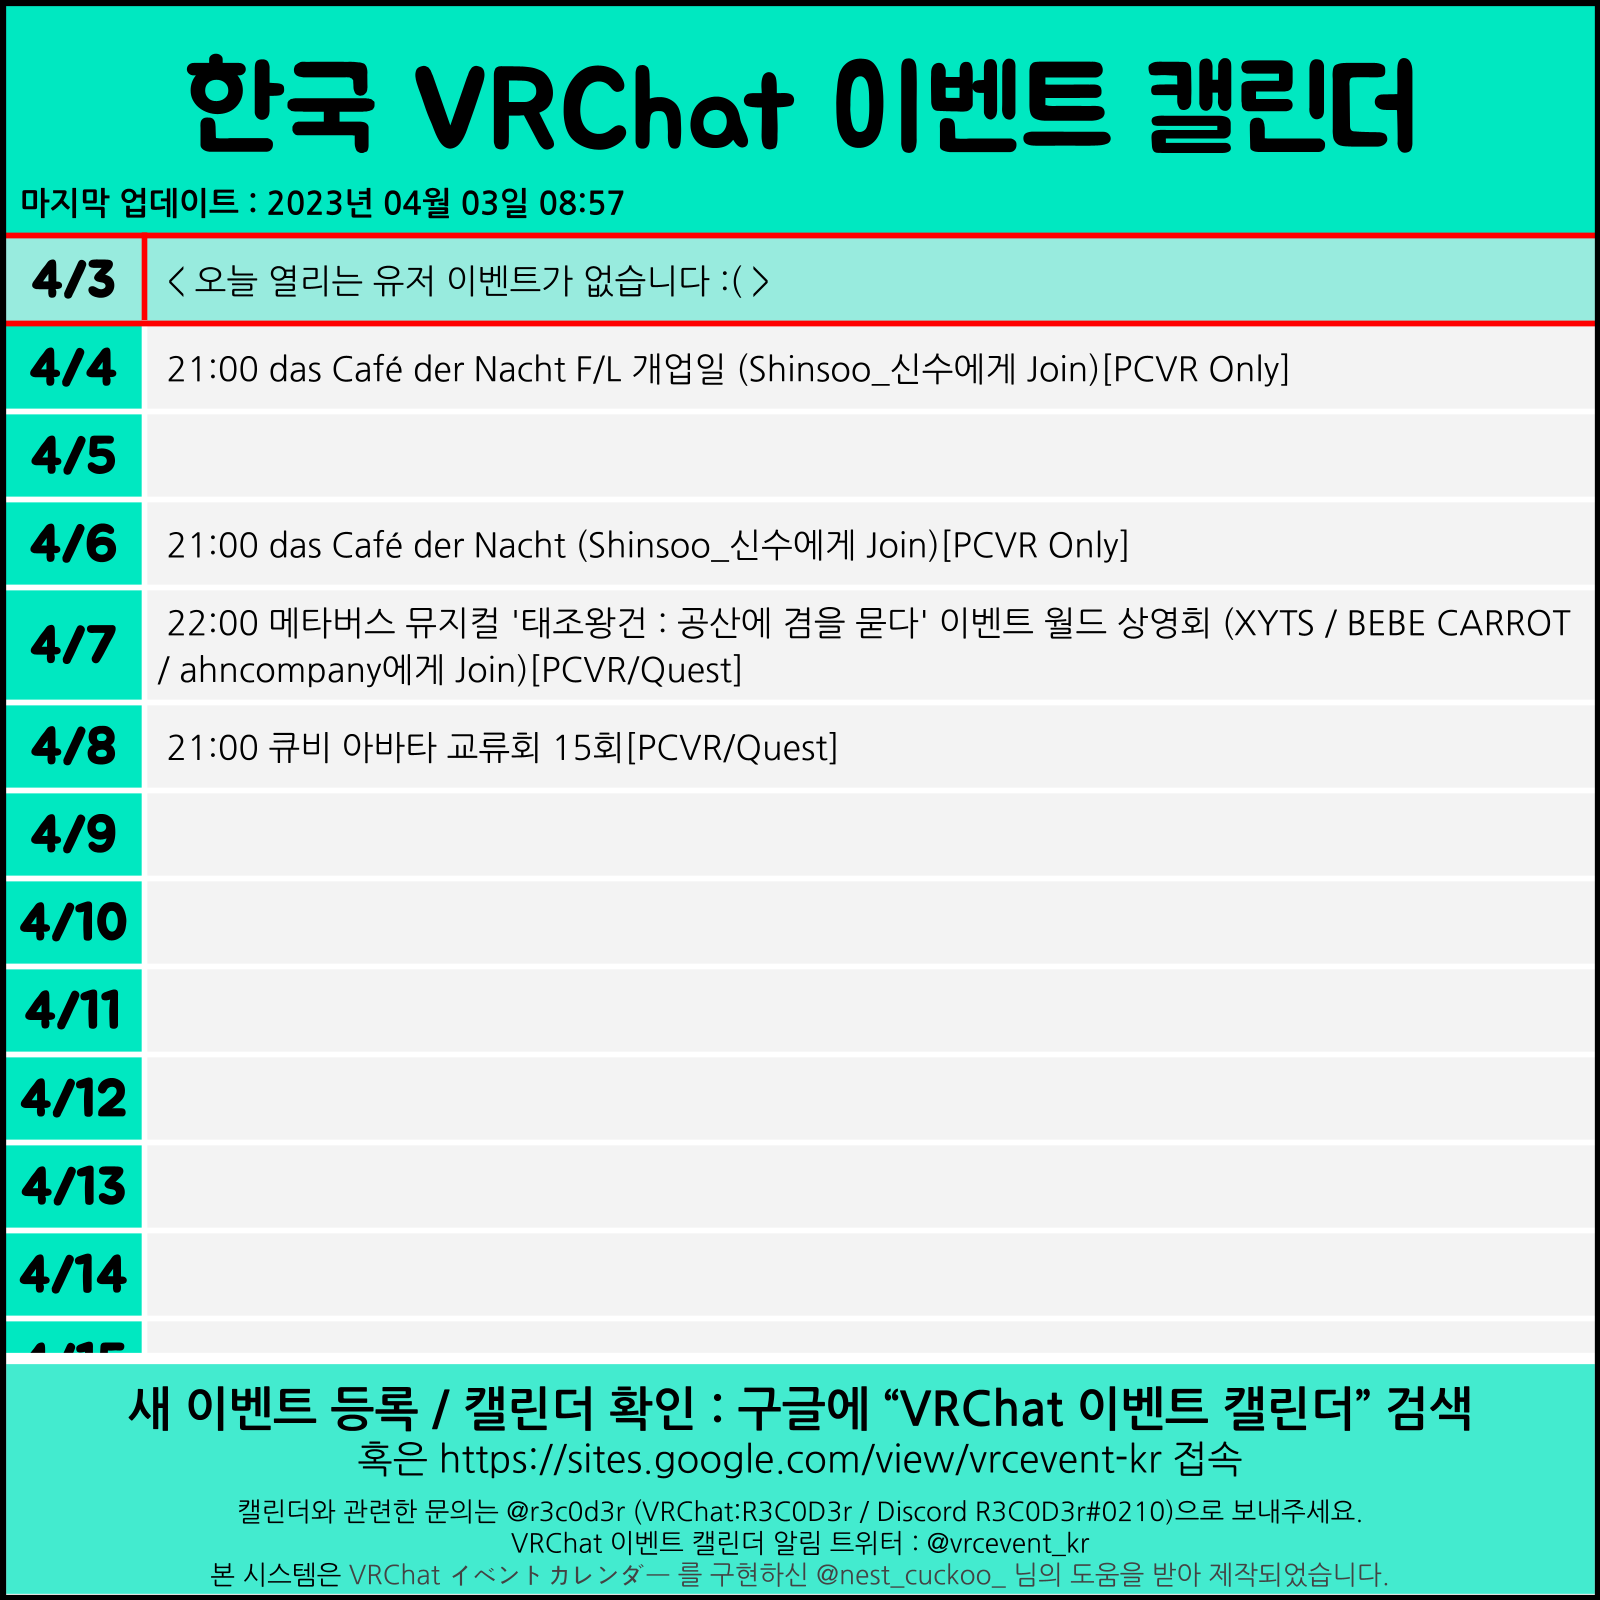 한국 VRChat 이벤트 캘린더
마지막 업데이트 : 2023년 04월 03일 08:57
4/3 < 오늘 열리는 유저 이벤트가 없습니다 :( >
4/4 21:00 das Café der Nacht F/L 개업일 (Shinsoo_신수에게 Join)[PCVR Only]
4/5
4/6 21:00 das Café der Nacht (Shinsoo_신수에게 Join)[PCVR Only]
4/7 22:00 메타버스 뮤지컬 '태조왕건 : 공산에 겸을 묻다' 이벤트 월드 상영회 (XYTS / BEBE CARROT
/ ahncompany에게 Join)[PCVR/Quest]
4/8 21:00 큐비 아바타 교류회 15회[PCVR/Quest]
4/9
4/10
4/11
4/12
4/13
4/14
4/15
새 이벤트 등록 / 캘린더 확인 : 구글에 “VRChat 이벤트 캘린더” 검색
혹은 https://sites.google.com/view/vrcevent-kr 접속
캘린더와 관련한 문의는 @r3c0d3r (VRChat:R3C0D3r / Discord R3C0D3r#0210)으로 보내주세요.
VRChat 이벤트 캘린더 알림 트위터 : @vrcevent_kr
본 시스템은 VRChat イベントカレンダー 를 구현하신 @nest_cuckoo_ 님의 도움을 받아 제작되었습니다.